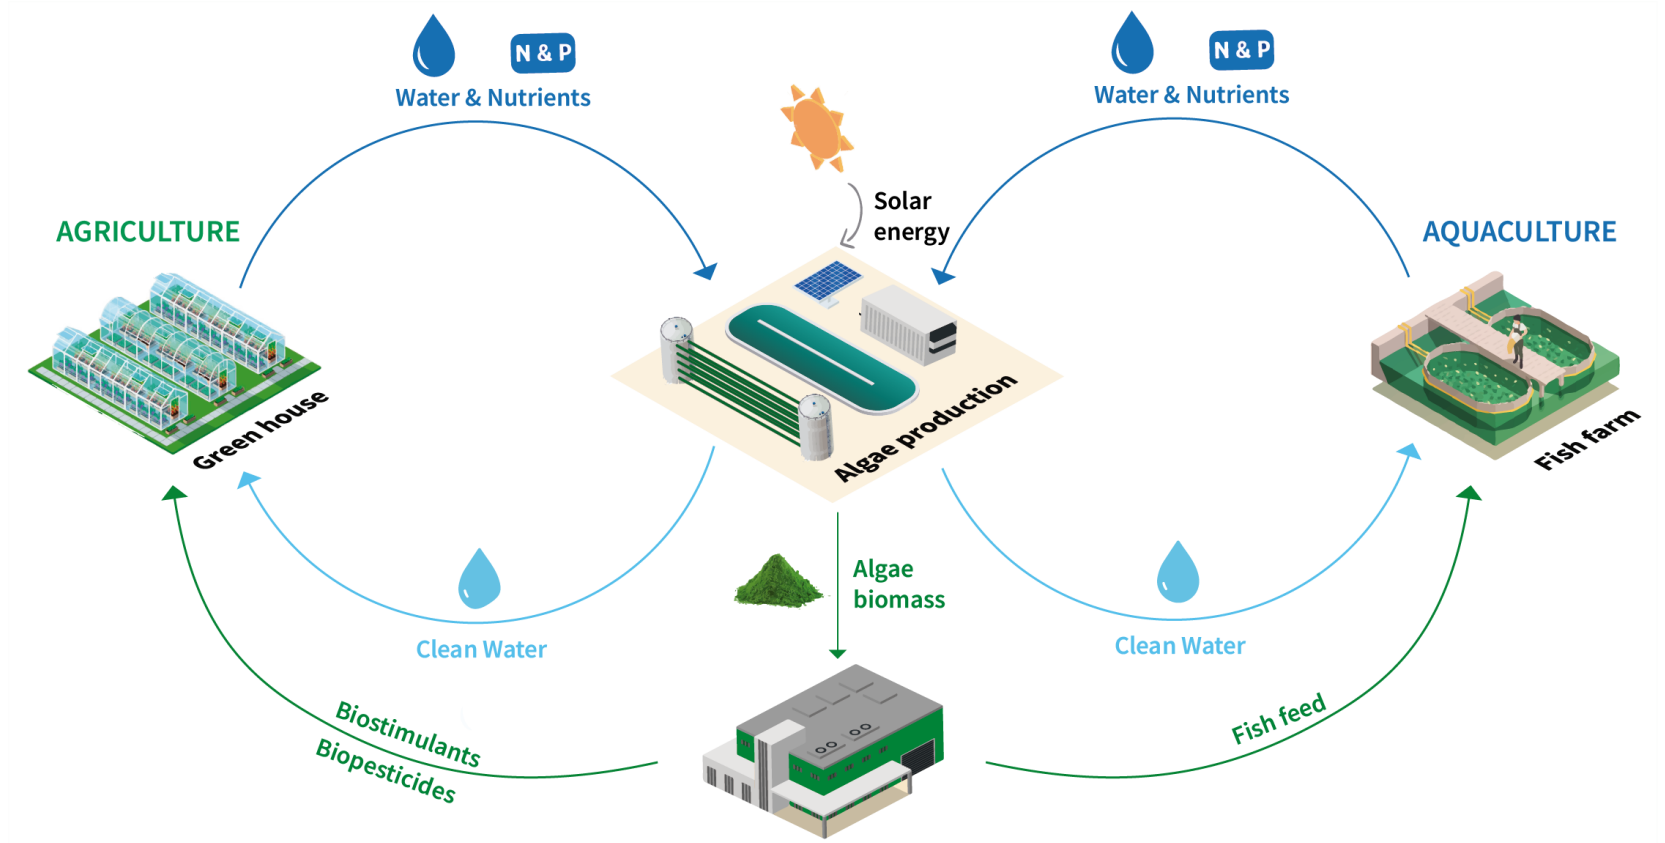 N & P
Water & Nutrients
N & P
Water & Nutrients
Solar
energy
AGRICULTURE
AQUACULTURE
Green house
Algae production
Fish farm
Clean Water
Algae
biomass
Clean Water
Biostimulants
Biopesticides
Fish feed